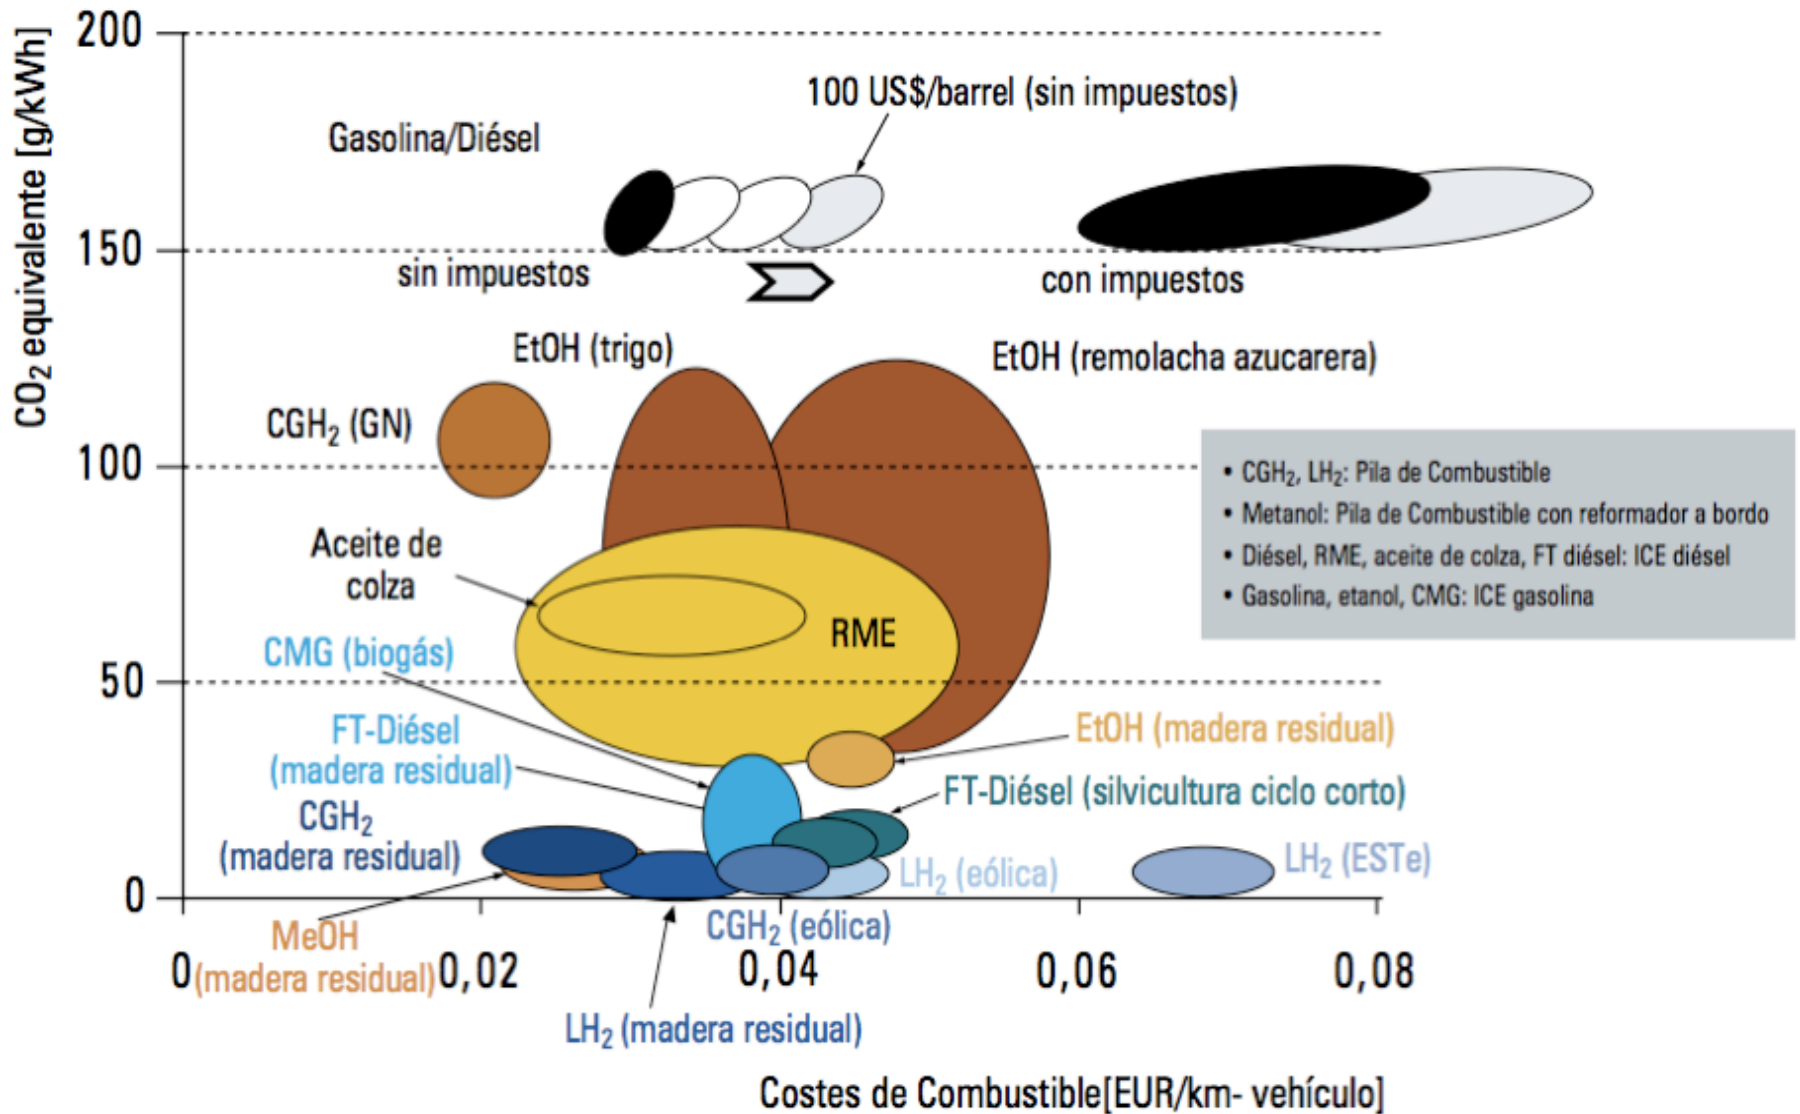 CO₂ equivalente [g/kWh]
200
100 US$/barrel (sin impuestos)
Gasolina/Diésel
150
sin impuestos
con impuestos
EtOH (trigo)
EtOH (remolacha azucarera)
CGH₂ (GN)
100
• CGH₂, LH₂: Pila de Combustible
• Metanol: Pila de Combustible con reformador a bordo
• Diésel, RME, aceite de colza, FT diésel: ICE diésel
• Gasolina, etanol, CMG: ICE gasolina
Aceite de
colza
RME
CMG (biogás)
50
FT-Diésel
(madera residual)
EtOH (madera residual)
FT-Diésel (silvicultura ciclo corto)
CGH₂
(madera residual)
LH₂ (eólica)
LH₂ (ESTe)
0
MeOH
(madera residual)
CGH₂ (eólica)
0
0,02
0,04
0,06
0,08
LH₂ (madera residual)
Costes de Combustible[EUR/km- vehículo]